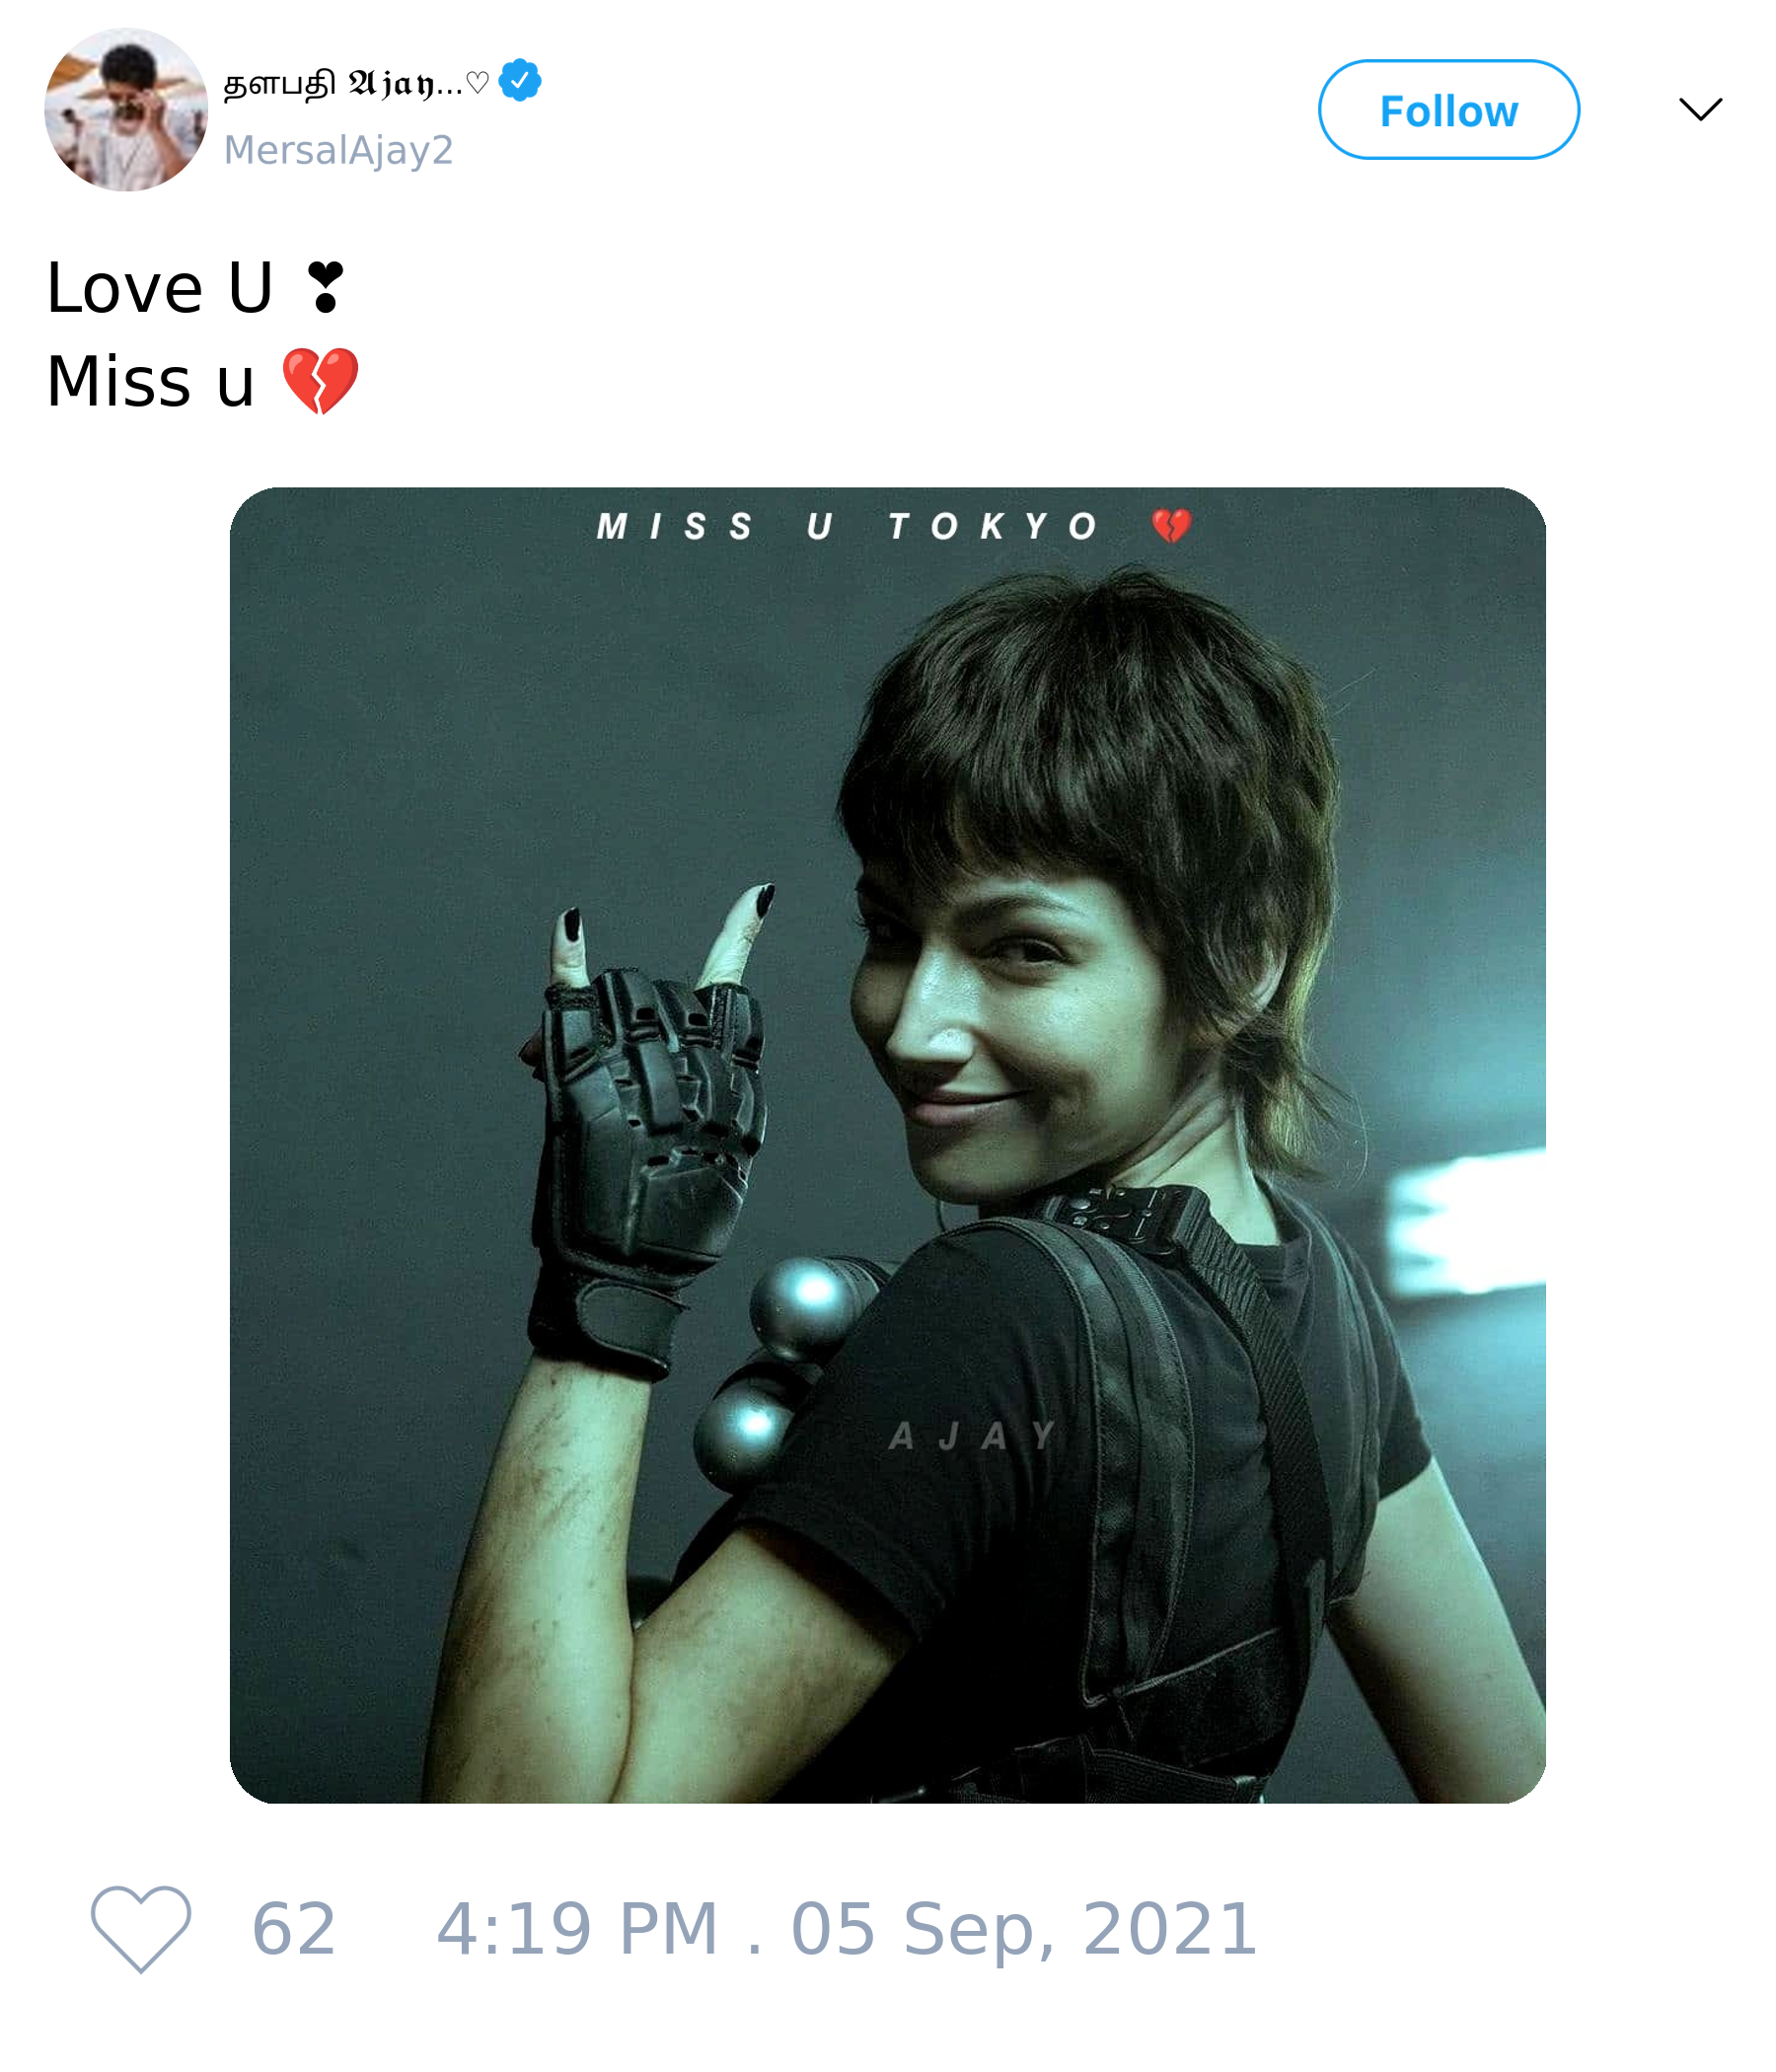 தளபதி 𝕬𝖏𝖆𝖞...♡
MersalAjay2
Follow
Love U ❣
Miss u 💔
MISS U TOKYO 💔
AJAY
62 4:19 PM . 05 Sep, 2021